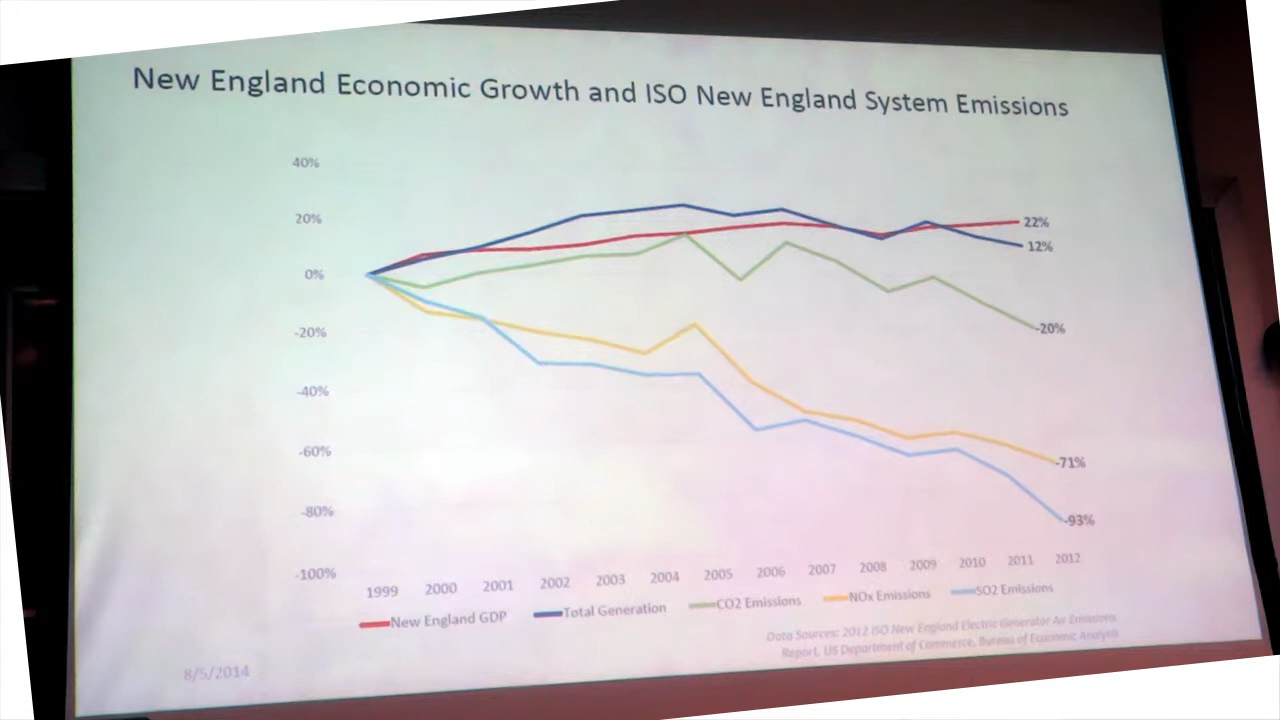 New England Economic Growth and ISO New England System Emissions
40%
20%
0%
-20%
-40%
-60%
-80%
-100%
22%
12%
-20%
-71%
-93%
1999 2000 2001 2002 2003 2004 2005 2006 2007 2008 2009 2010 2011 2012
New England GDP Total Generation CO2 Emissions NOx Emissions SO2 Emissions
Data Sources: 2012 ISO New England Electric Generator Air Emissions
Report, US Department of Commerce, Bureau of Economic Analysis
8/5/2014